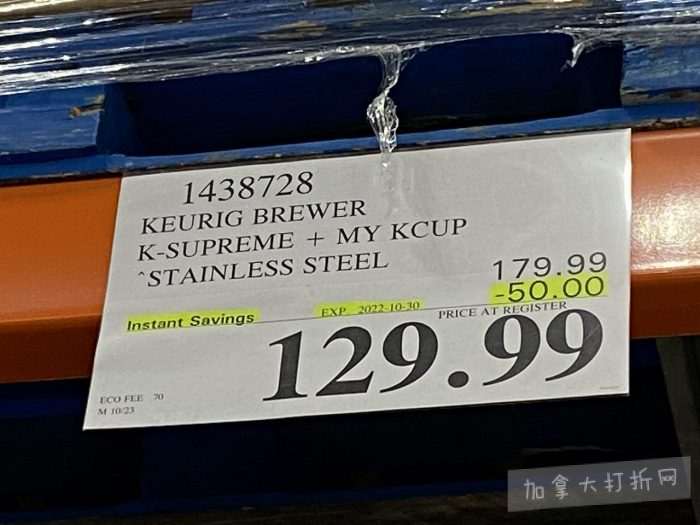 1438728
KEURIG BREWER
K-SUPREME + MY KCUP
^STAINLESS STEEL
179.99
-50.00
Instant Savings EXP 2022-10-30 PRICE AT REGISTER
129.99
ECO FEE 70
M 10/23
加拿大打折网